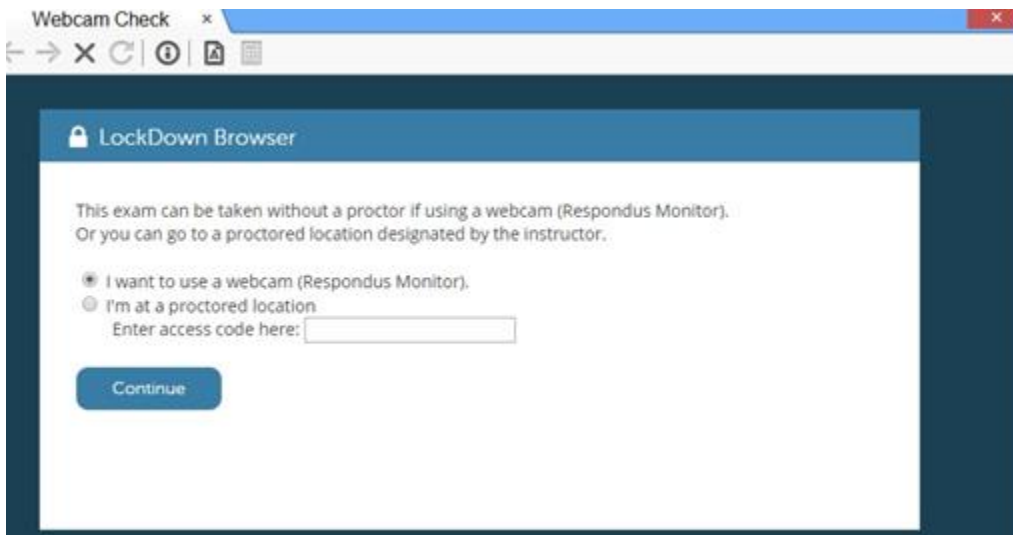 Webcam Check
LockDown Browser
This exam can be taken without a proctor if using a webcam (Respondus Monitor).
Or you can go to a proctored location designated by the instructor.
I want to use a webcam (Respondus Monitor).
I'm at a proctored location
Enter access code here:
Continue